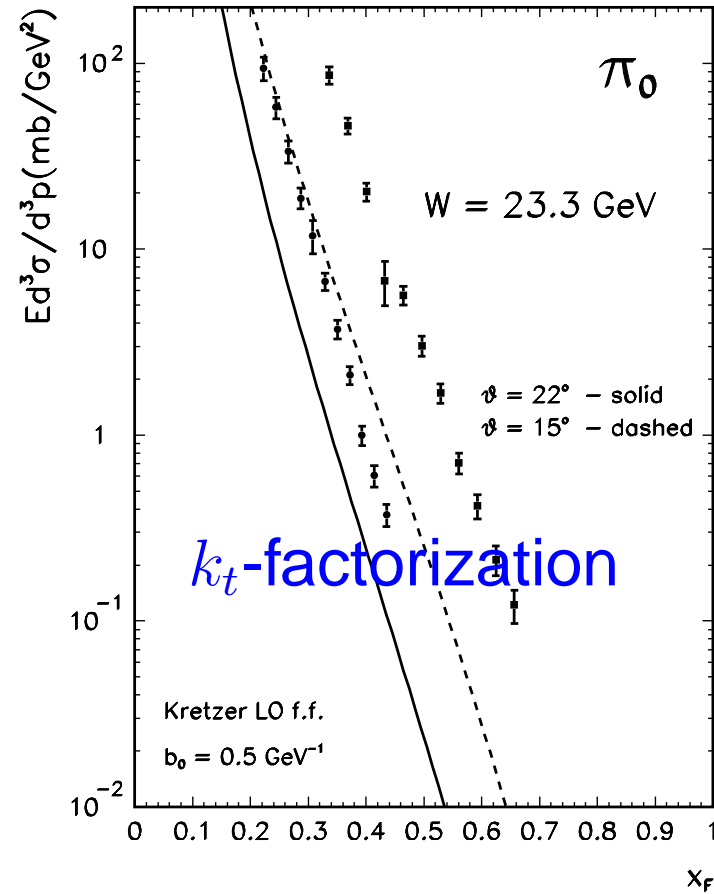 Ed³σ/d³p(mb/GeV²)
10²
10
1
10⁻¹
10⁻²
π₀
W = 23.3 GeV
ϑ = 22° – solid
ϑ = 15° – dashed
kₜ-factorization
Kretzer LO f.f.
b₀ = 0.5 GeV⁻¹
0 0.1 0.2 0.3 0.4 0.5 0.6 0.7 0.8 0.9 1
x_F